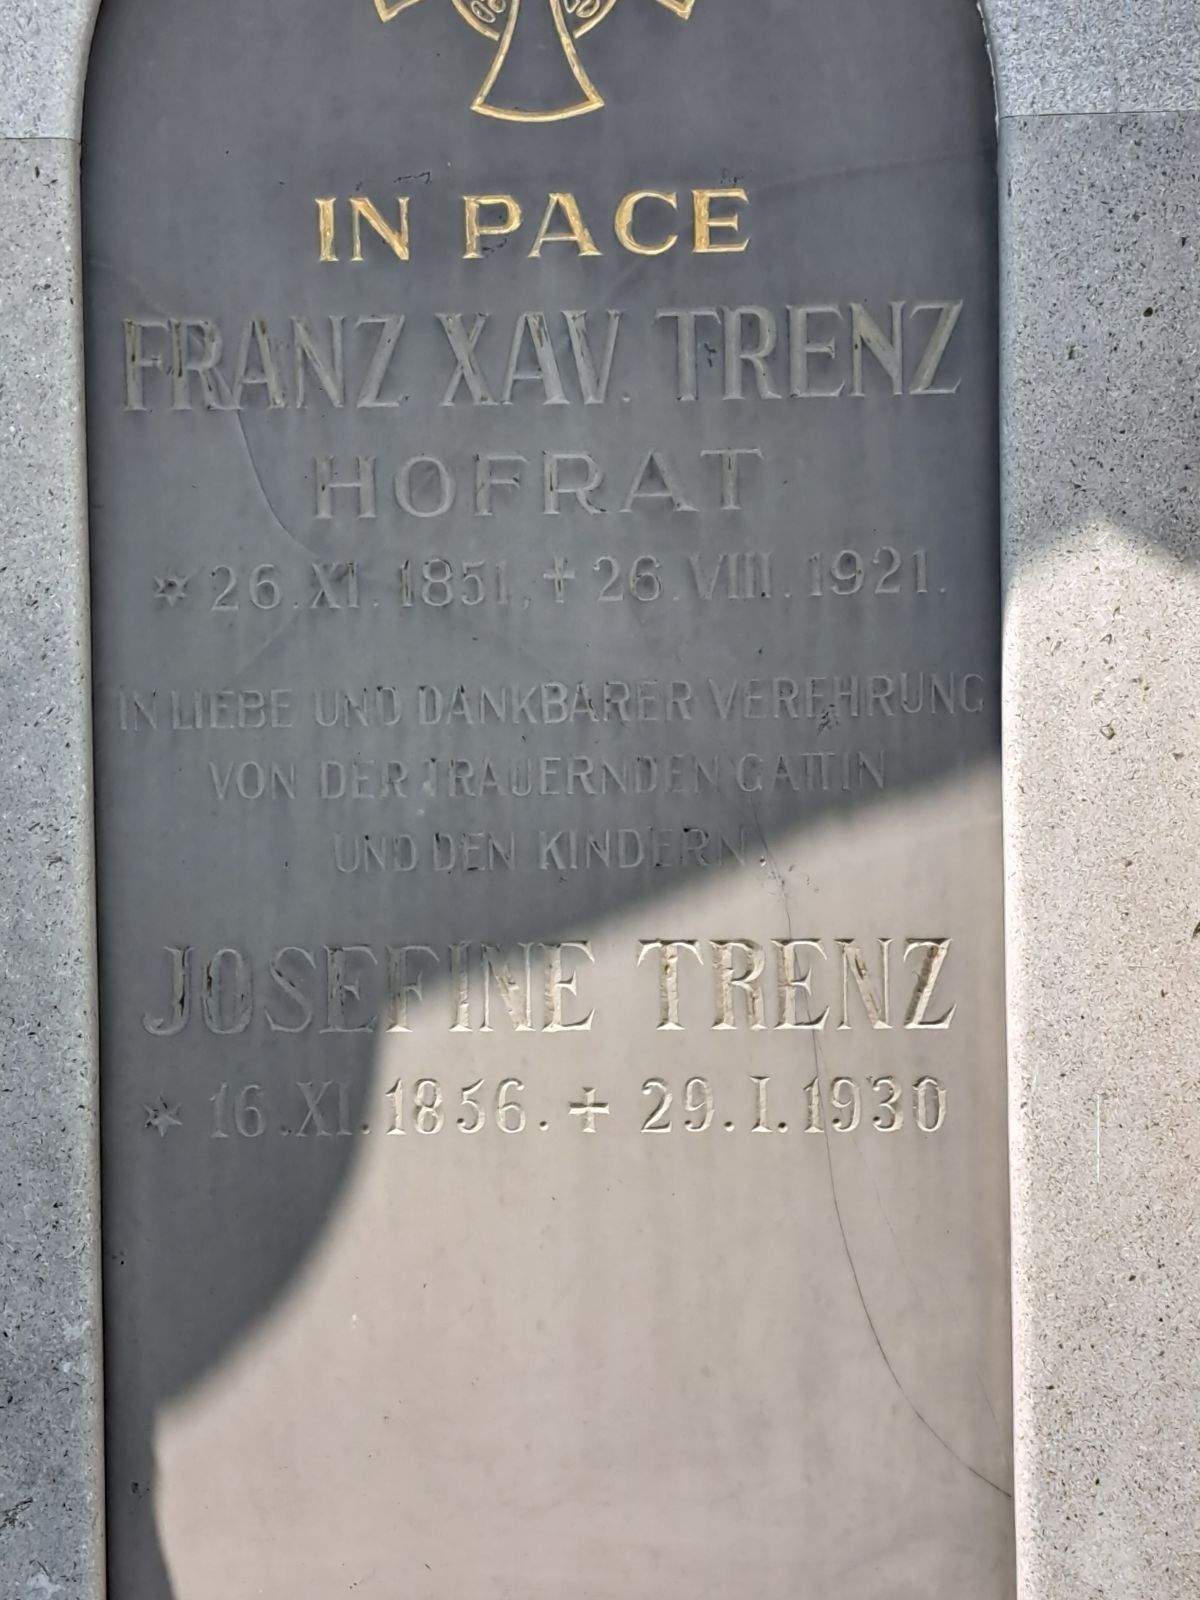 IN PACE
FRANZ XAV. TRENZ
HOFRAT
* 26. XI. 1851, † 26. VIII. 1921.
IN LIEBE UND DANKBARER VEREHRUNG
VON DER TRAUERNDEN GATTIN
UND DEN KINDERN.
JOSEFINE TRENZ
* 16. XI. 1856. † 29. I. 1930